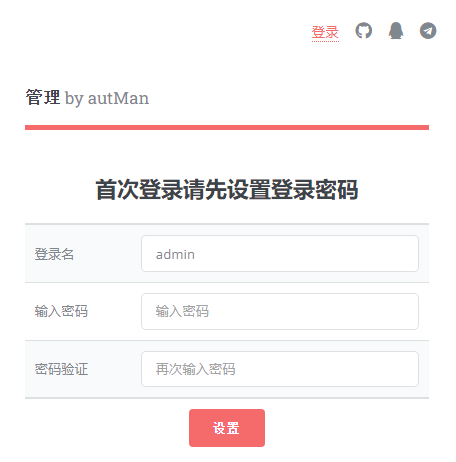 登录
管理 by autMan
首次登录请先设置登录密码
登录名 admin
输入密码 输入密码
密码验证 再次输入密码
设置